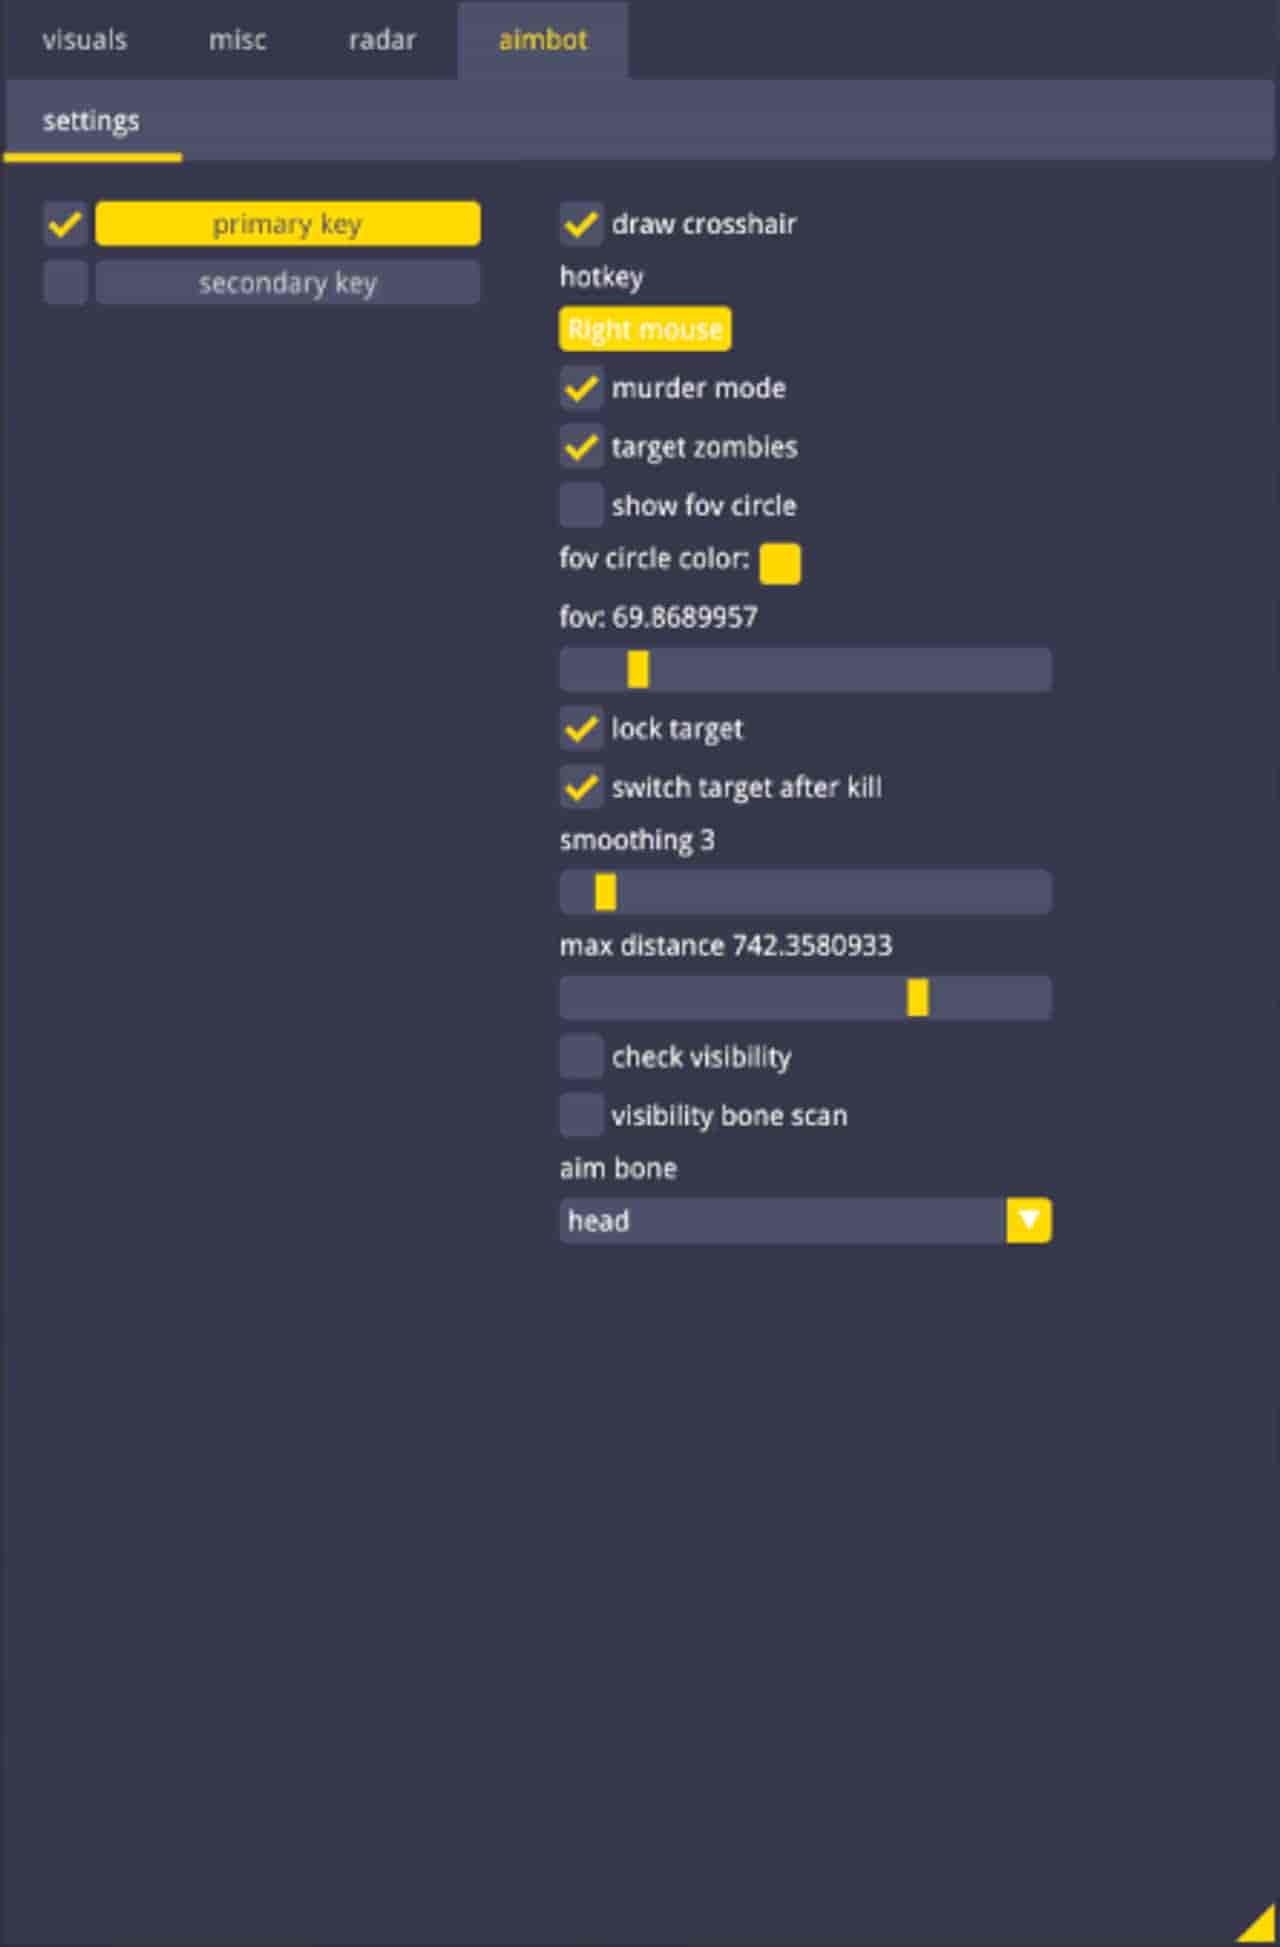 visuals misc radar aimbot
settings
primary key
secondary key
draw crosshair
hotkey
Right mouse
murder mode
target zombies
show fov circle
fov circle color:
fov: 69.8689957
lock target
switch target after kill
smoothing 3
max distance 742.3580933
check visibility
visibility bone scan
aim bone
head